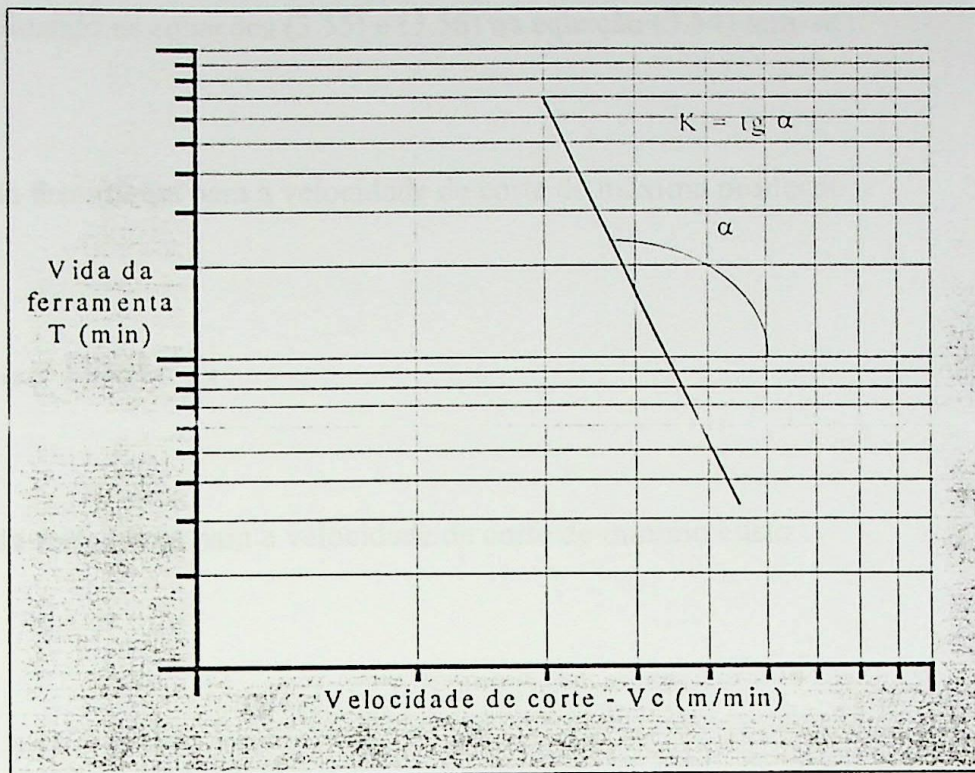 K = tg α
α
Vida da
ferramenta
T (min)
Velocidade de corte - Vc (m/min)